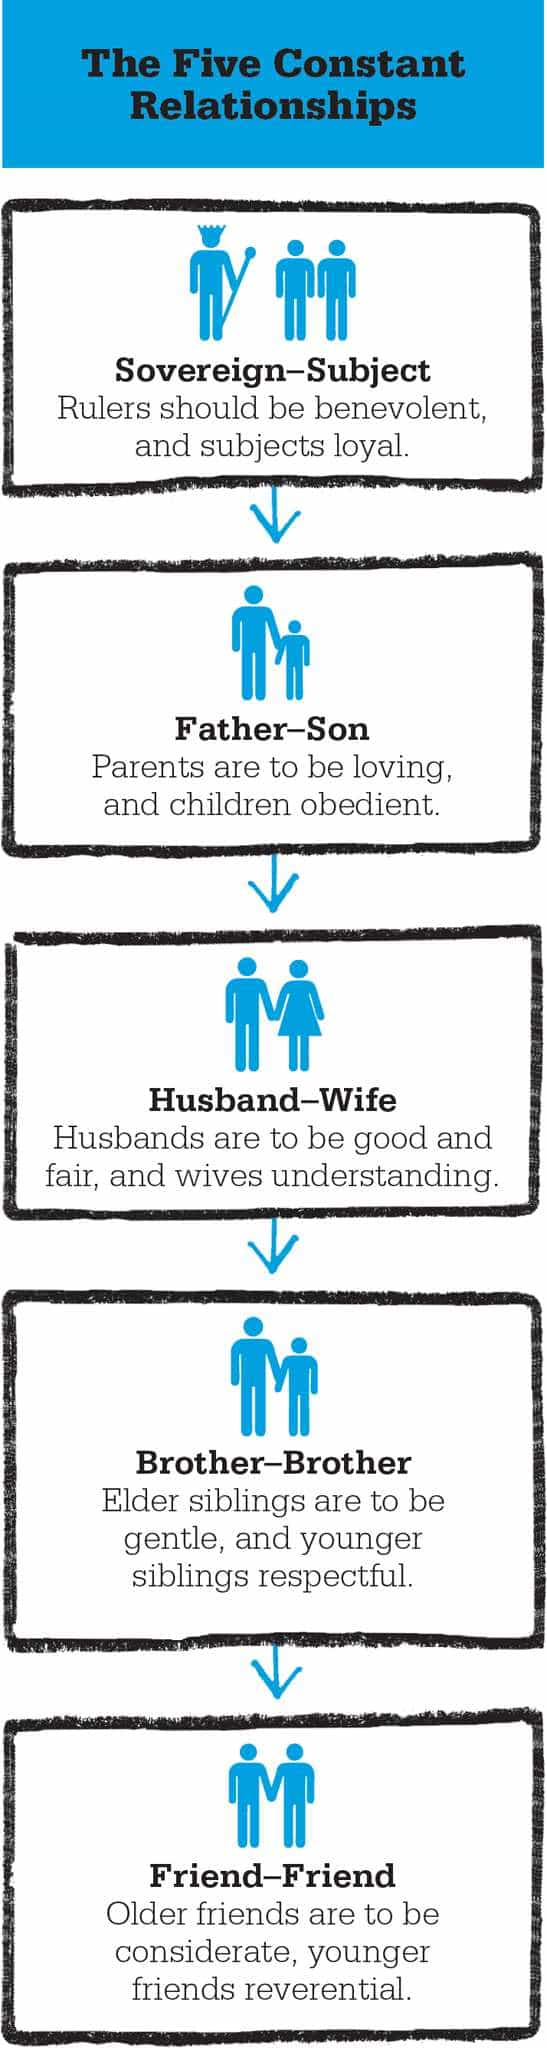 The Five Constant
Relationships
Sovereign–Subject
Rulers should be benevolent,
and subjects loyal.
Father–Son
Parents are to be loving,
and children obedient.
Husband–Wife
Husbands are to be good and
fair, and wives understanding.
Brother–Brother
Elder siblings are to be
gentle, and younger
siblings respectful.
Friend–Friend
Older friends are to be
considerate, younger
friends reverential.